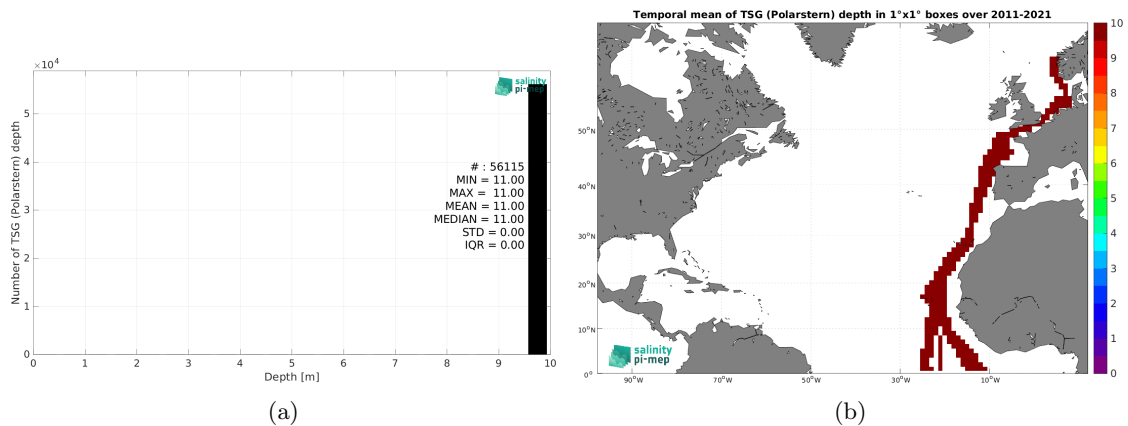 ×10⁴
5
4
3
2
1
0
Number of TSG (Polarstern) depth
salinity
pi-mep
# : 56115
MIN = 11.00
MAX = 11.00
MEAN = 11.00
MEDIAN = 11.00
STD = 0.00
IQR = 0.00
0 1 2 3 4 5 6 7 8 9 10
Depth [m]
(a)
Temporal mean of TSG (Polarstern) depth in 1°x1° boxes over 2011-2021
50°N
40°N
30°N
20°N
10°N
0°
90°W 70°W 50°W 30°W 10°W
salinity
pi-mep
10
9
8
7
6
5
4
3
2
1
0
(b)